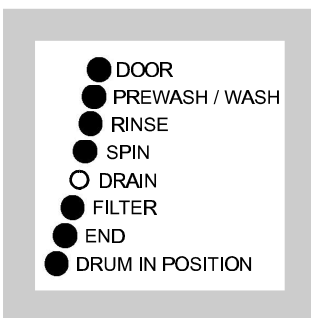 DOOR
PREWASH / WASH
RINSE
SPIN
DRAIN
FILTER
END
DRUM IN POSITION